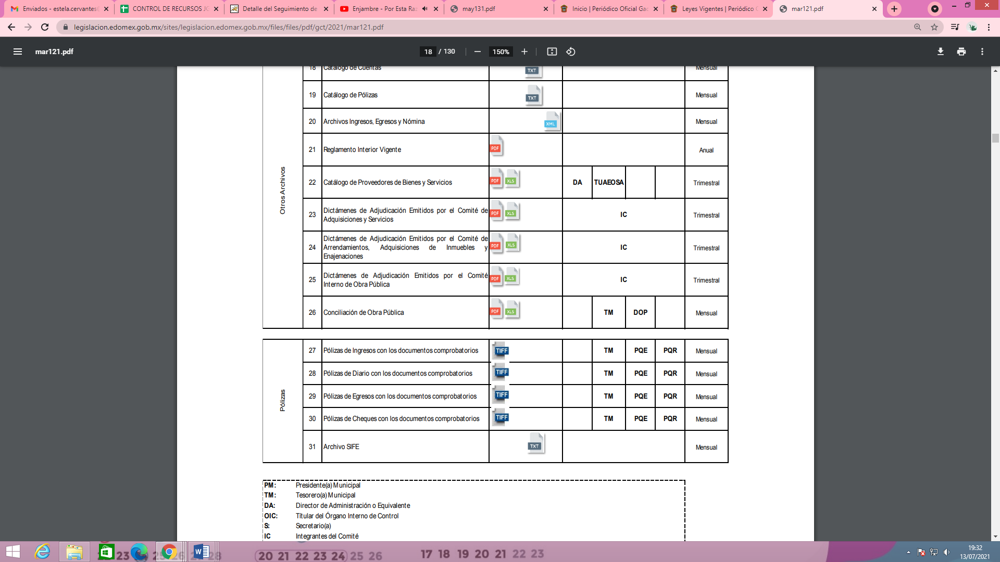 Enviados - estela.cervantes
CONTROL DE RECURSOS JG
Detalle del Seguimiento de
Enjambre - Por Esta Raz
may131.pdf
Inicio | Periódico Oficial Gac
Leyes Vigentes | Periódico
mar121.pdf
legislacion.edomex.gob.mx/sites/legislacion.edomex.gob.mx/files/files/pdf/gct/2021/mar121.pdf
mar121.pdf
18 / 130
150%
18 Catálogo de Cuentas TXT Mensual
19 Catálogo de Pólizas TXT Mensual
20 Archivos Ingresos, Egresos y Nómina XML Mensual
21 Reglamento Interior Vigente PDF Anual
Otros Archivos
22 Catálogo de Proveedores de Bienes y Servicios PDF XLS DA TUAEOSA Trimestral
23 Dictámenes de Adjudicación Emitidos por el Comité de
Adquisiciones y Servicios PDF XLS IC Trimestral
24 Dictámenes de Adjudicación Emitidos por el Comité de
Arrendamientos, Adquisiciones de Inmuebles y
Enajenaciones PDF XLS IC Trimestral
25 Dictámenes de Adjudicación Emitidos por el Comité
Interno de Obra Pública PDF XLS IC Trimestral
26 Conciliación de Obra Pública PDF XLS TM DOP Mensual
Pólizas
27 Pólizas de Ingresos con los documentos comprobatorios TIFF TM PQE PQR Mensual
28 Pólizas de Diario con los documentos comprobatorios TIFF TM PQE PQR Mensual
29 Pólizas de Egresos con los documentos comprobatorios TIFF TM PQE PQR Mensual
30 Pólizas de Cheques con los documentos comprobatorios TIFF TM PQE PQR Mensual
31 Archivo SIFE TXT Mensual
PM: Presidente(a) Municipal
TM: Tesorero(a) Municipal
DA: Director de Administración o Equivalente
OIC: Títular del Órgano Interno de Control
S: Secretario(a)
IC Integrantes del Comité
23 25 26 28
20 21 22 23 24 25 26
17 18 19 20 21 22 23
19:32
13/07/2021